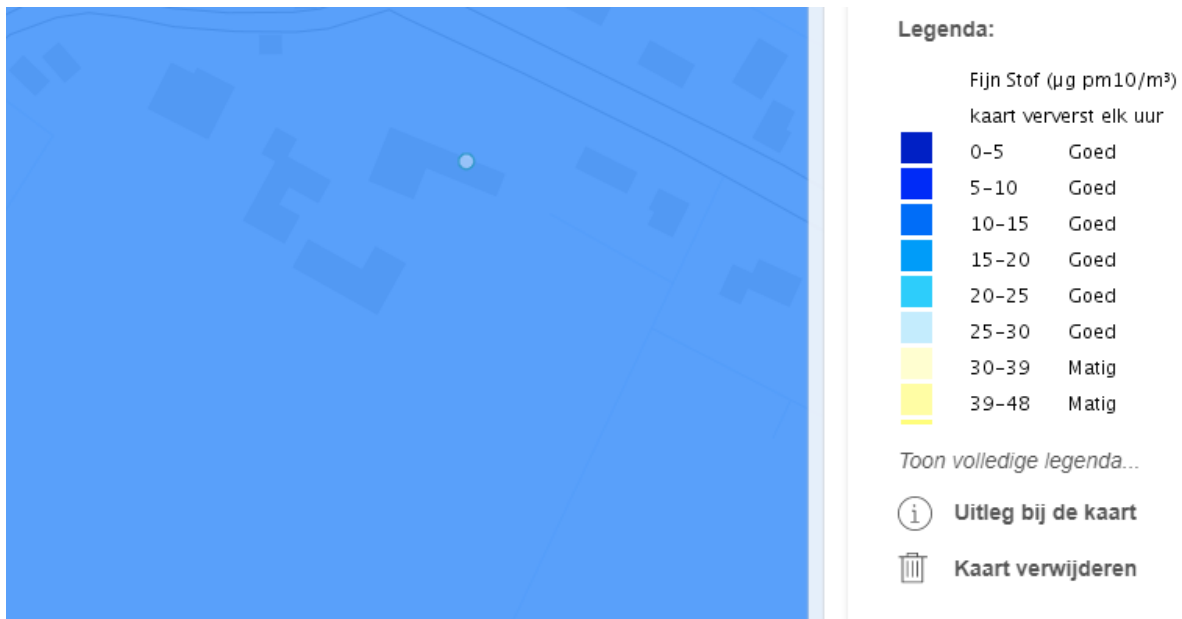 Legenda:
Fijn Stof (µg pm10/m³)
kaart ververst elk uur
0-5 Goed
5-10 Goed
10-15 Goed
15-20 Goed
20-25 Goed
25-30 Goed
30-39 Matig
39-48 Matig
Toon volledige legenda...
Uitleg bij de kaart
Kaart verwijderen